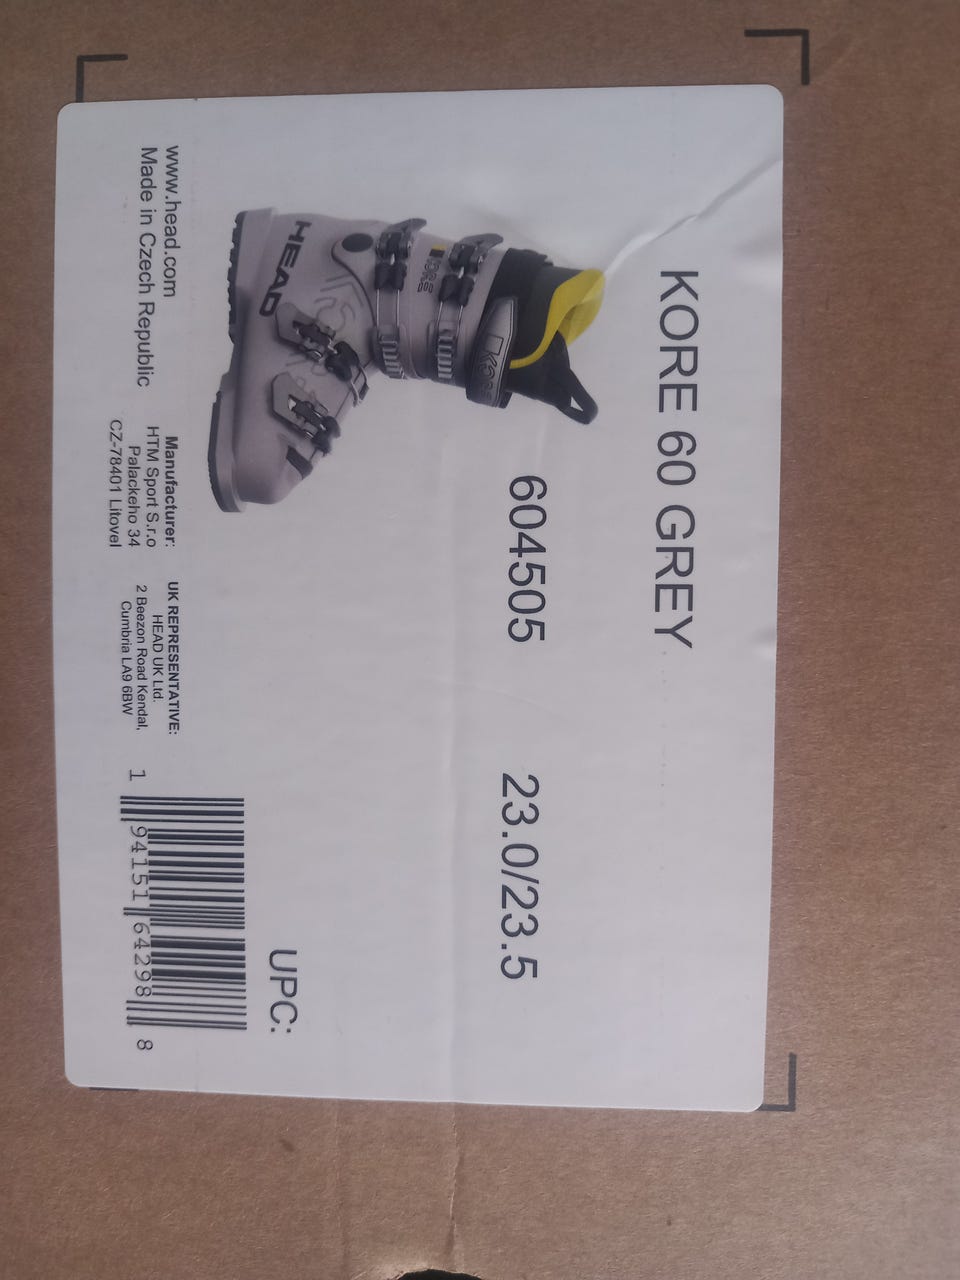 KORE 60 GREY
604505
23.0/23.5
HEAD
KORE
UPC:
1 94151 64298 8
www.head.com
Made in Czech Republic
Manufacturer:
HTM Sport S.r.o
Palackeho 34
CZ-78401 Litovel
UK REPRESENTATIVE:
HEAD UK Ltd.
2 Beezon Road Kendal,
Cumbria LA9 6BW